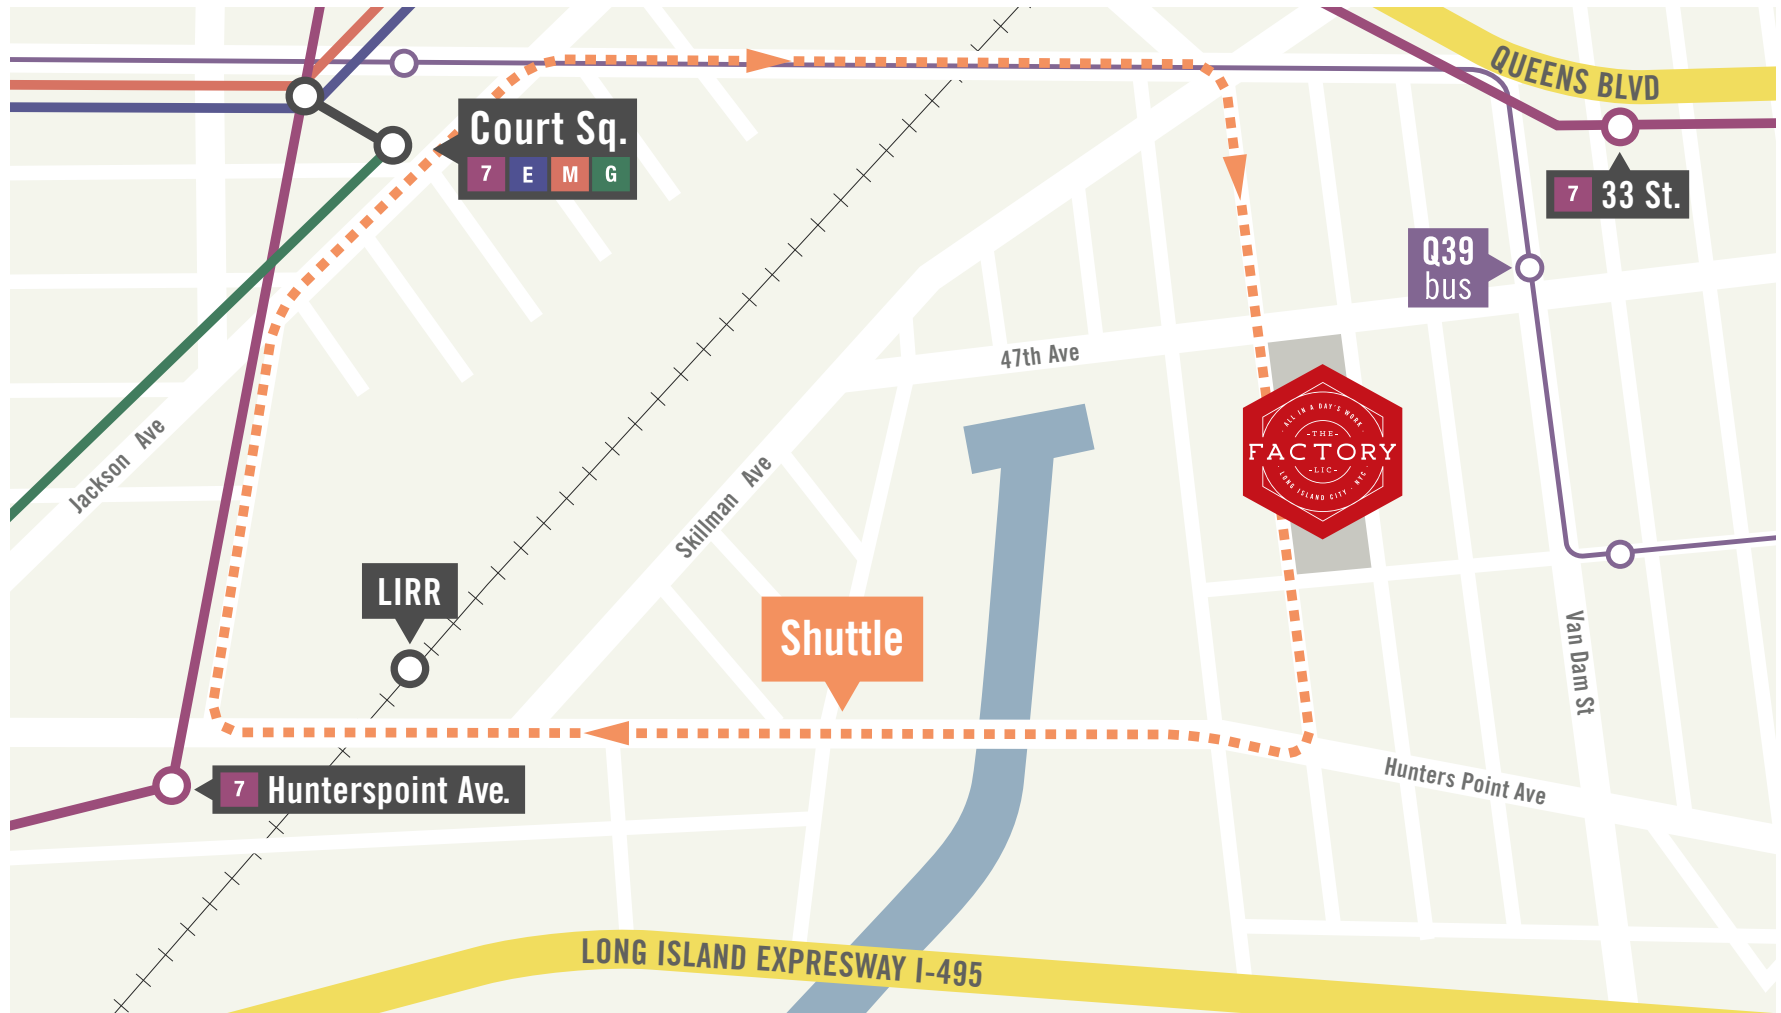 QUEENS BLVD
Court Sq.
7 E M G
7 33 St.
Q39
bus
47th Ave
ALL IN A DAY'S WORK
-THE-
FACTORY
-LIC-
LONG ISLAND CITY · NYC
Jackson Ave
Skillman Ave
LIRR
Shuttle
Van Dam St
7 Hunterspoint Ave.
Hunters Point Ave
LONG ISLAND EXPRESWAY I-495